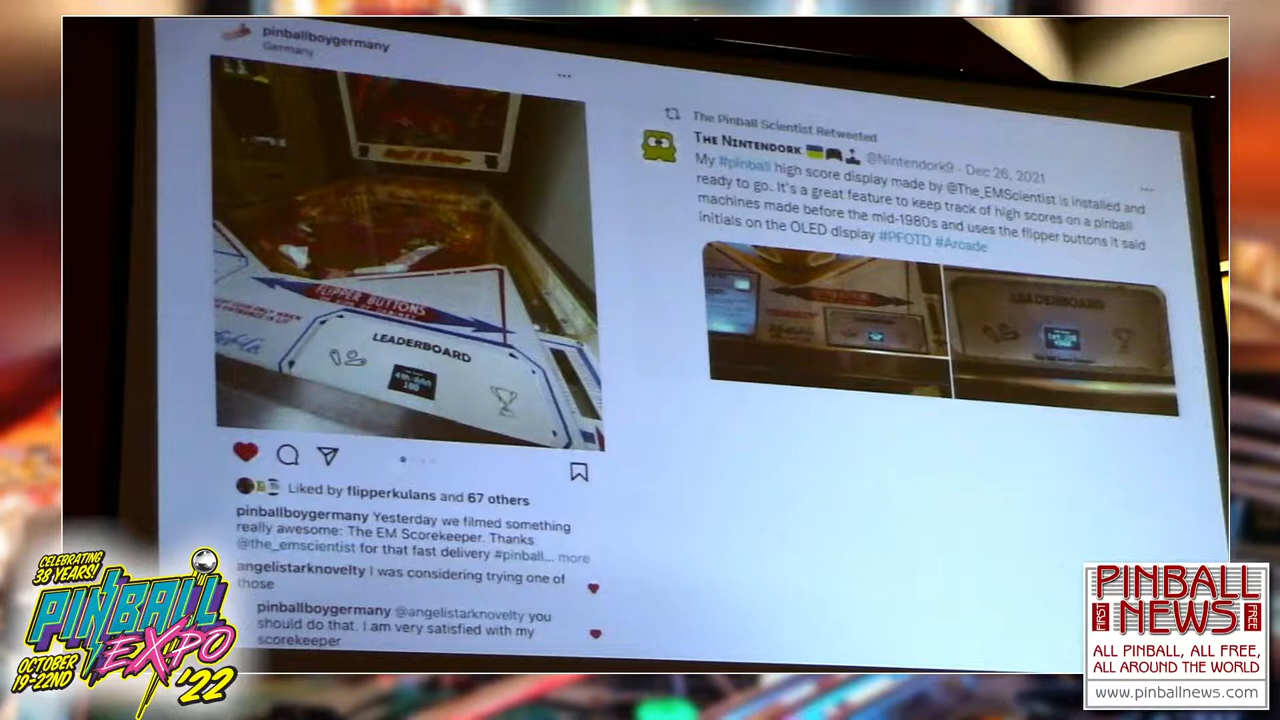 pinballboygermany
Germany
FLIPPER BUTTONS
LEADERBOARD
4th
100
Liked by flipperkulans and 67 others
pinballboygermany Yesterday we filmed something
really awesome: The EM Scorekeeper. Thanks
@the_emscientist for that fast delivery #pinball... more
angelistarknovelty I was considering trying one of
those
pinballboygermany @angelistarknovelty you
should do that. I am very satisfied with my
scorekeeper
The Pinball Scientist Retweeted
THE NINTENDORK @Nintendork9 · Dec 26, 2021
My #pinball high score display made by @The_EMScientist is installed and
ready to go. It's a great feature to keep track of high scores on a pinball
machines made before the mid-1980s and uses the flipper buttons it said
initials on the OLED display #PFOTD #Arcade
LEADERBOARD
CELEBRATING
38 YEARS!
PINBALL
EXPO
OCTOBER
19-22ND
'22
PINBALL
FIRST NEWS FREE
ALL PINBALL, ALL FREE,
ALL AROUND THE WORLD
www.pinballnews.com